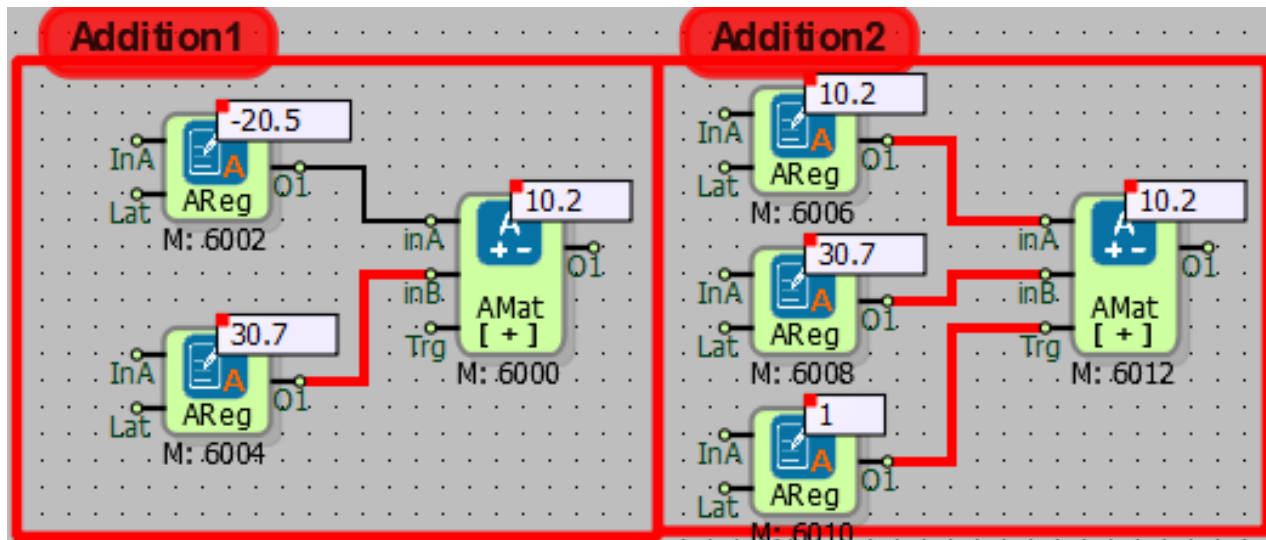 Addition1
-20.5
InA
O1
Lat
A
AReg
M: 6002
10.2
inA
A
+ -
O1
inB
AMat
[ + ]
Trg
M: 6000
30.7
InA
A
O1
Lat
AReg
M: 6004
Addition2
10.2
InA
A
O1
Lat
AReg
M: 6006
30.7
InA
A
O1
Lat
AReg
M: 6008
1
InA
A
O1
Lat
AReg
M: 6010
10.2
inA
A
+ -
O1
inB
AMat
[ + ]
Trg
M: 6012